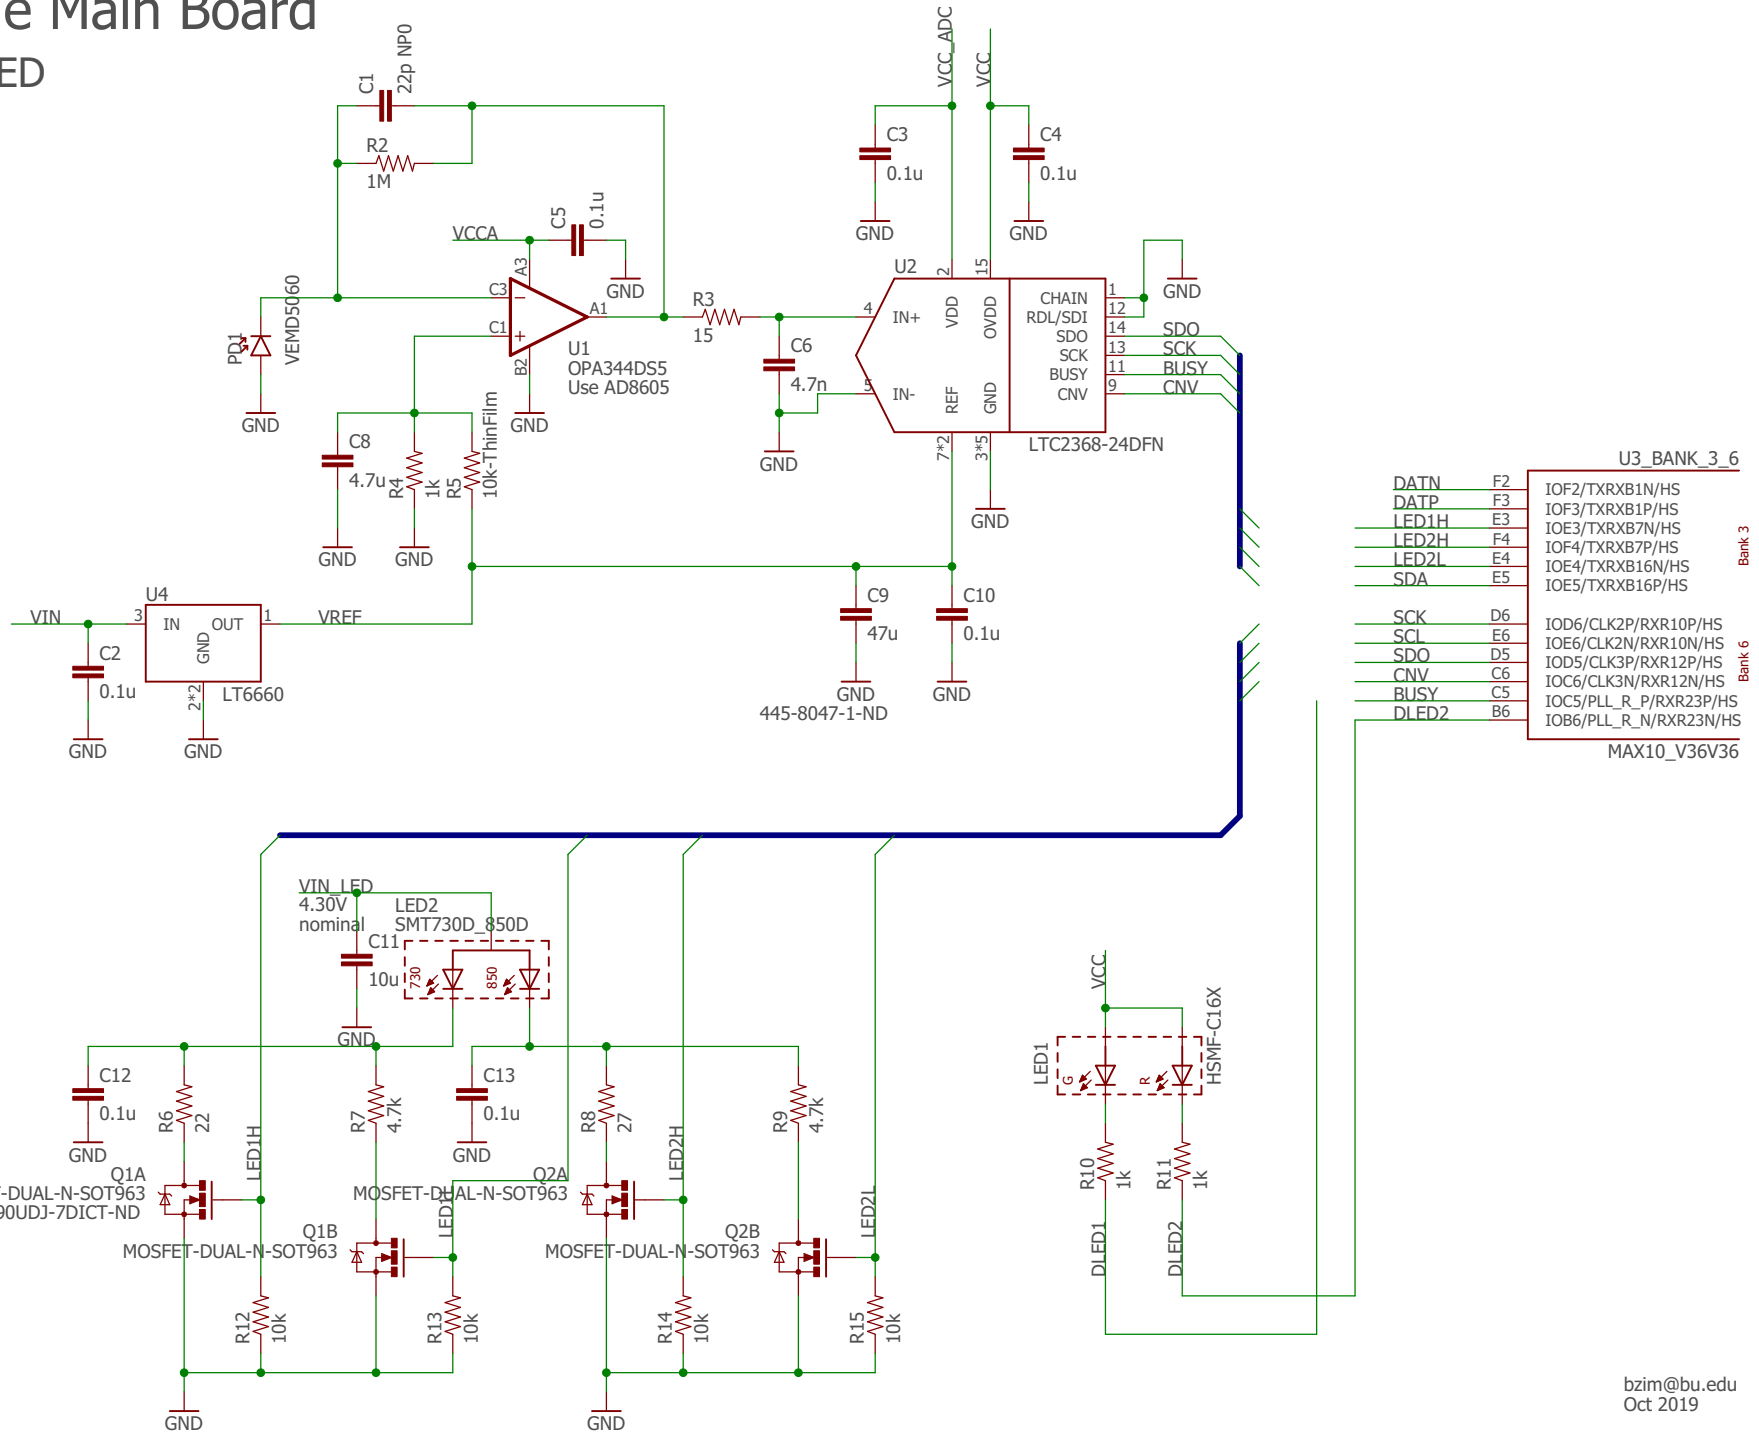 e Main Board
ED
C1
22p NP0
R2
1M
VCCA
C5
0.1u
GND
PD1
VEMD5060
GND
C3
C1
A3
B2
A1
U1
OPA344DS5
Use AD8605
GND
R3
15
C6
4.7n
GND
VCC_ADC
VCC
C3
0.1u
GND
C4
0.1u
GND
U2
2
15
4
5
IN+
IN-
VDD
OVDD
REF
GND
7*2
3*5
CHAIN
RDL/SDI
SDO
SCK
BUSY
CNV
1
12
14
13
11
9
GND
SDO
SCK
BUSY
CNV
LTC2368-24DFN
GND
C8
4.7u
R4
1k
R5
10k-ThinFilm
GND
GND
U4
VIN
3
IN
OUT
GND
1
2*2
VREF
LT6660
C2
0.1u
GND
GND
C9
47u
GND
445-8047-1-ND
C10
0.1u
GND
U3_BANK_3_6
DATN F2 IOF2/TXRXB1N/HS
DATP F3 IOF3/TXRXB1P/HS
LED1H E3 IOE3/TXRXB7N/HS
LED2H F4 IOF4/TXRXB7P/HS
LED2L E4 IOE4/TXRXB16N/HS
SDA E5 IOE5/TXRXB16P/HS
SCK D6 IOD6/CLK2P/RXR10P/HS
SCL E6 IOE6/CLK2N/RXR10N/HS
SDO D5 IOD5/CLK3P/RXR12P/HS
CNV C6 IOC6/CLK3N/RXR12N/HS
BUSY C5 IOC5/PLL_R_P/RXR23P/HS
DLED2 B6 IOB6/PLL_R_N/RXR23N/HS
Bank 3
Bank 6
MAX10_V36V36
VIN_LED
4.30V
nominal
LED2
SMT730D_850D
C11
10u
730
850
GND
C12
0.1u
GND
R6
22
R7
4.7k
C13
0.1u
GND
R8
27
R9
4.7k
LED1H
LED2H
LED2L
Q1A
-DUAL-N-SOT963
90UDJ-7DICT-ND
Q2A
MOSFET-DUAL-N-SOT963
Q1B
MOSFET-DUAL-N-SOT963
Q2B
MOSFET-DUAL-N-SOT963
R12
10k
R13
10k
R14
10k
R15
10k
GND
GND
VCC
LED1
G
R
HSMF-C16X
R10
1k
R11
1k
DLED1
DLED2
bzim@bu.edu
Oct 2019